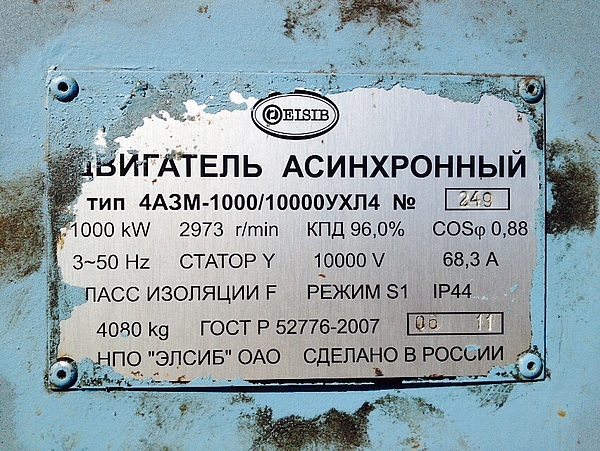 ELSIB
ДВИГАТЕЛЬ АСИНХРОННЫЙ
тип 4АЗМ-1000/10000УХЛ4 № 249
1000 kW 2973 r/min КПД 96,0% COSφ 0,88
3~50 Hz СТАТОР Y 10000 V 68,3 A
ЛАСС ИЗОЛЯЦИИ F РЕЖИМ S1 IP44
4080 kg ГОСТ Р 52776-2007 06 11
НПО "ЭЛСИБ" ОАО СДЕЛАНО В РОССИИ